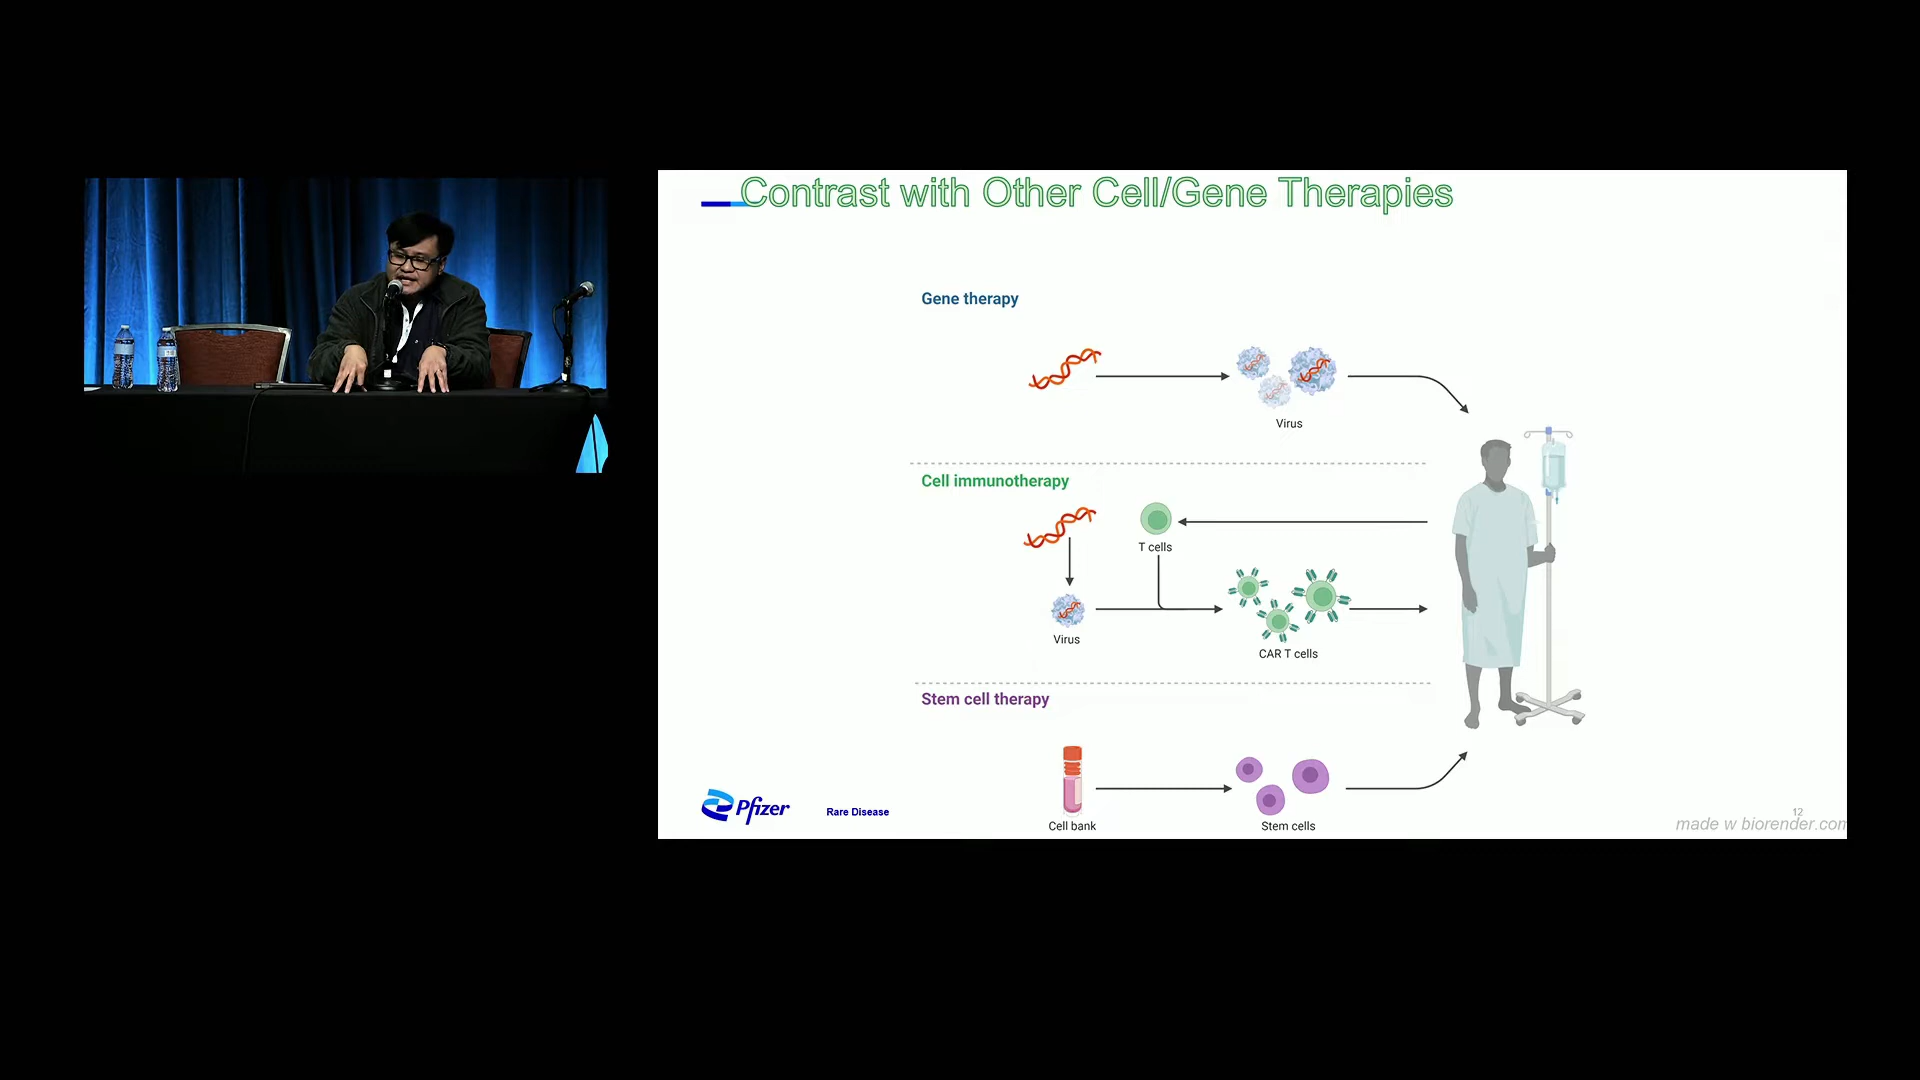 Contrast with Other Cell/Gene Therapies
Gene therapy
Virus
Cell immunotherapy
T cells
Virus
CAR T cells
Stem cell therapy
Cell bank
Stem cells
Pfizer
Rare Disease
12
made w biorender.com